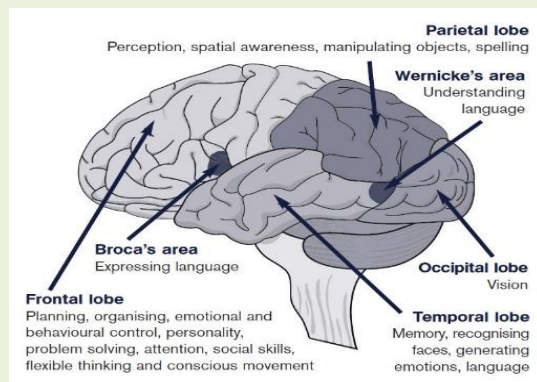 Parietal lobe
Perception, spatial awareness, manipulating objects, spelling
Wernicke's area
Understanding
language
Broca's area
Expressing language
Frontal lobe
Planning, organising, emotional and
behavioural control, personality,
problem solving, attention, social skills,
flexible thinking and conscious movement
Occipital lobe
Vision
Temporal lobe
Memory, recognising
faces, generating
emotions, language